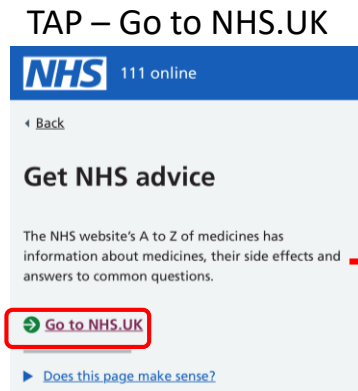 TAP – Go to NHS.UK
NHS 111 online
Back
Get NHS advice
The NHS website's A to Z of medicines has
information about medicines, their side effects and
answers to common questions.
Go to NHS.UK
Does this page make sense?